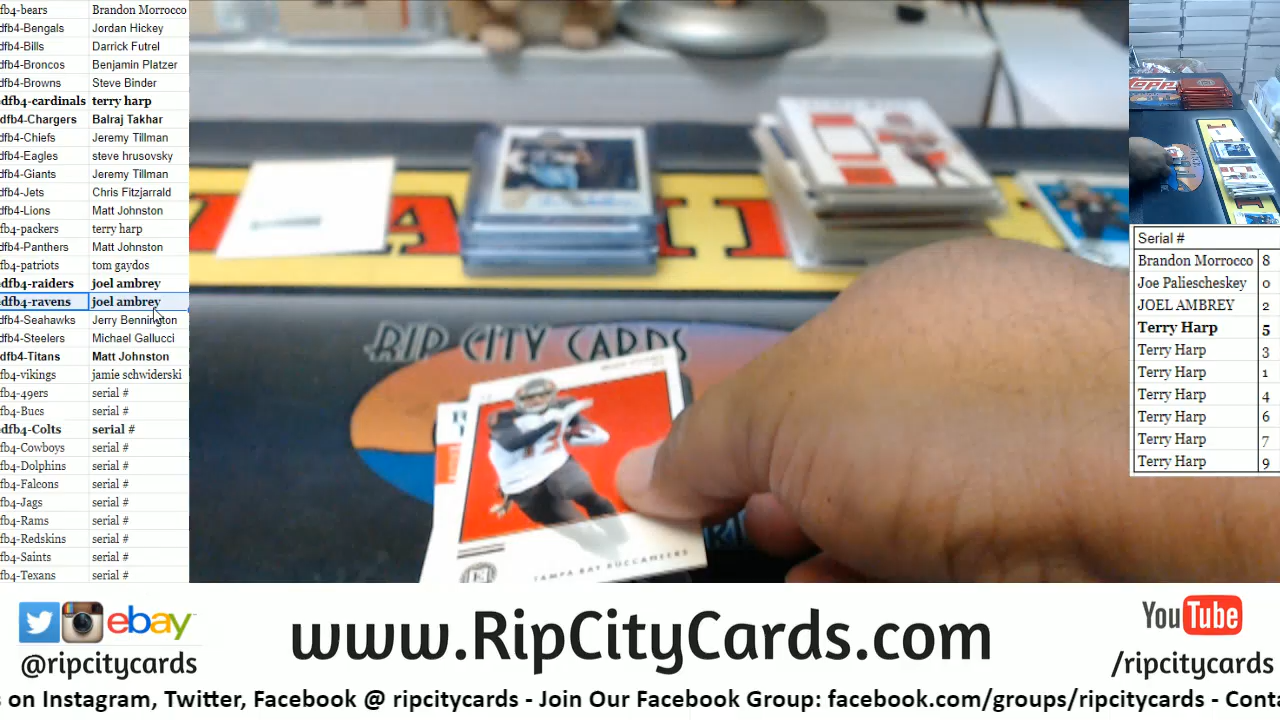 fb4-bears Brandon Morrocco
dfb4-Bengals Jordan Hickey
dfb4-Bills Darrick Futrel
dfb4-Broncos Benjamin Platzer
dfb4-Browns Steve Binder
dfb4-cardinals terry harp
dfb4-Chargers Balraj Takhar
dfb4-Chiefs Jeremy Tillman
dfb4-Eagles steve hrusovsky
dfb4-Giants Jeremy Tillman
dfb4-Jets Chris Fitzjarrald
dfb4-Lions Matt Johnston
fb4-packers terry harp
dfb4-Panthers Matt Johnston
fb4-patriots tom gaydos
dfb4-raiders joel ambrey
dfb4-ravens joel ambrey
dfb4-Seahawks Jerry Bennington
dfb4-Steelers Michael Gallucci
dfb4-Titans Matt Johnston
fb4-vikings jamie schwiderski
fb4-49ers serial #
fb4-Bucs serial #
dfb4-Colts serial #
fb4-Cowboys serial #
fb4-Dolphins serial #
fb4-Falcons serial #
fb4-Jags serial #
fb4-Rams serial #
fb4-Redskins serial #
fb4-Saints serial #
fb4-Texans serial #
RIP CITY CARDS
TAMPA BAY BUCCANEERS
Serial #
Brandon Morrocco 8
Joe Paliescheskey 0
JOEL AMBREY 2
Terry Harp 5
Terry Harp 3
Terry Harp 1
Terry Harp 4
Terry Harp 6
Terry Harp 7
Terry Harp 9
ebay
@ripcitycards
www.RipCityCards.com
YouTube
/ripcitycards
s on Instagram, Twitter, Facebook @ ripcitycards - Join Our Facebook Group: facebook.com/groups/ripcitycards - Conta